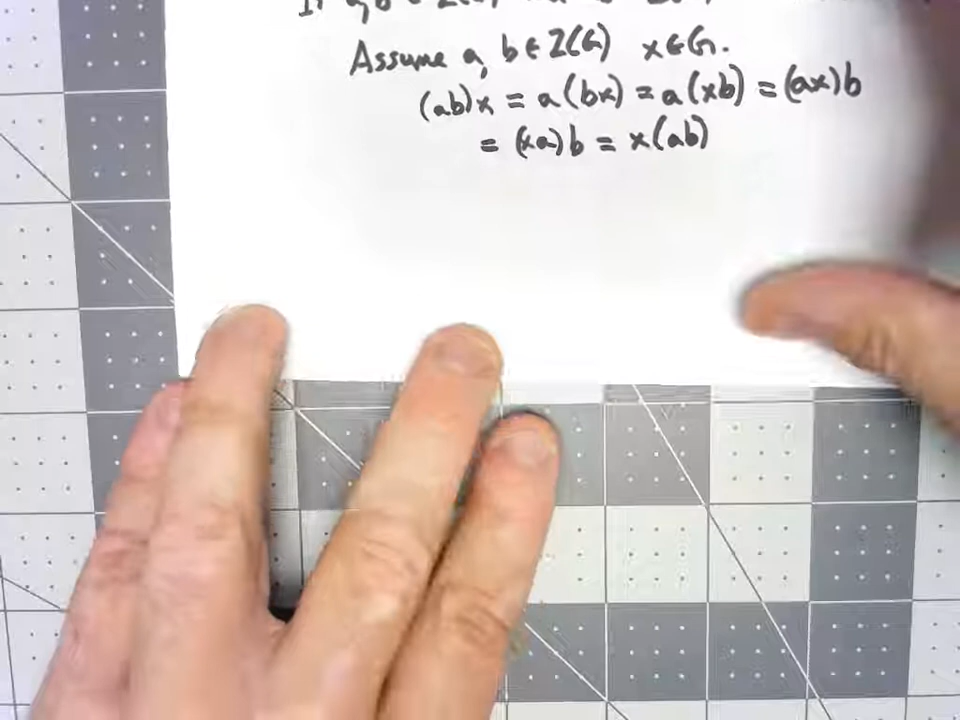 Assume a, b ∈ Z(G) x ∈ G.
(ab)x = a(bx) = a(xb) = (ax)b
= (xa)b = x(ab)